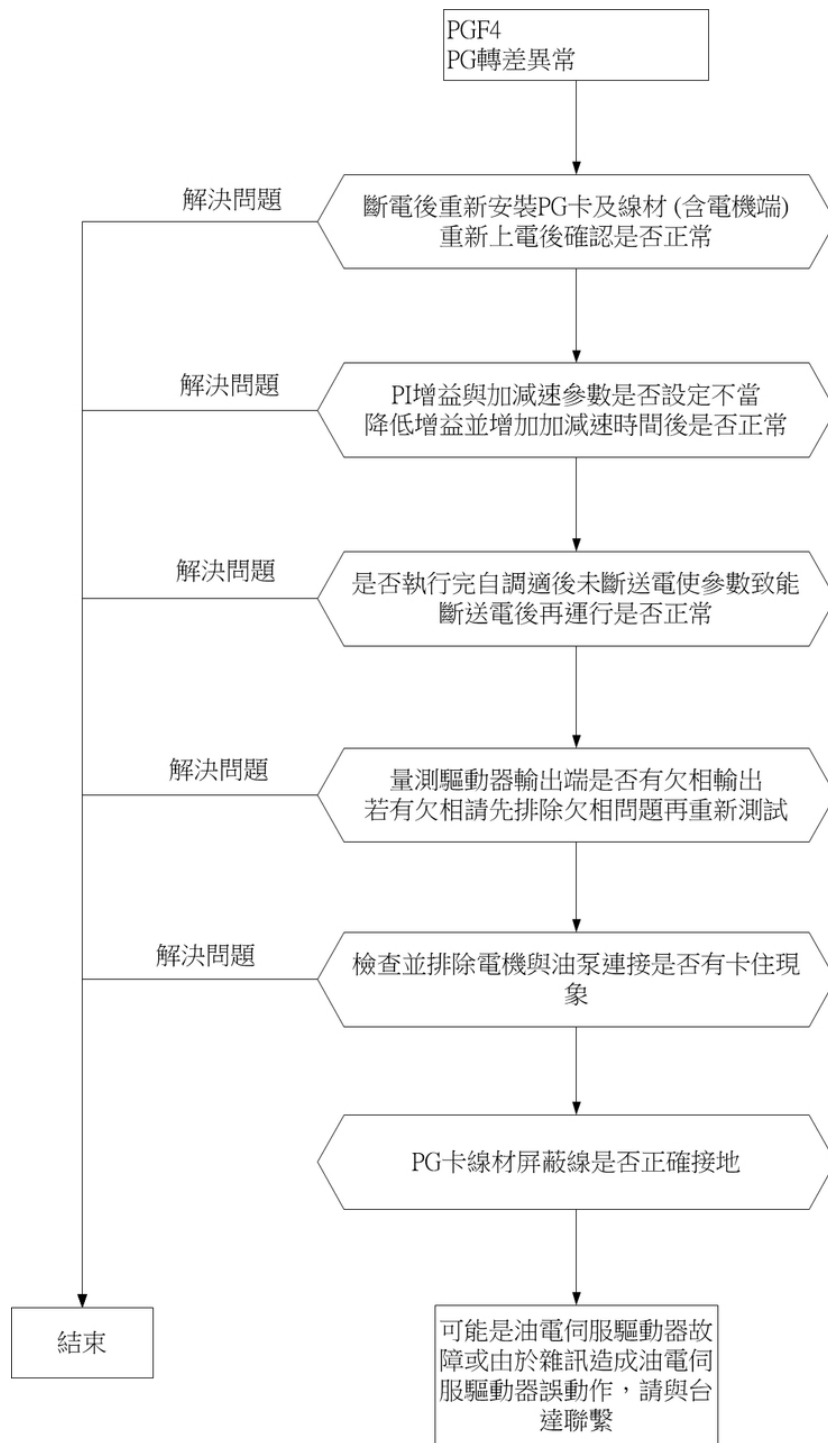 PGF4
PG轉差異常
解決問題
斷電後重新安裝PG卡及線材 (含電機端)
重新上電後確認是否正常
解決問題
PI增益與加減速參數是否設定不當
降低增益並增加加減速時間後是否正常
解決問題
是否執行完自調適後未斷送電使參數致能
斷送電後再運行是否正常
解決問題
量測驅動器輸出端是否有欠相輸出
若有欠相請先排除欠相問題再重新測試
解決問題
檢查並排除電機與油泵連接是否有卡住現
象
PG卡線材屏蔽線是否正確接地
結束
可能是油電伺服驅動器故
障或由於雜訊造成油電伺
服驅動器誤動作，請與台
達聯繫